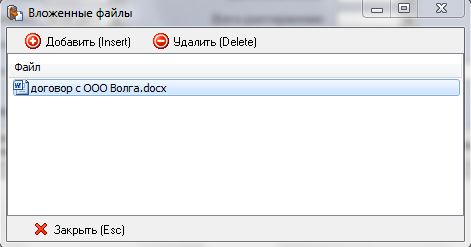 Вложенные файлы
Добавить (Insert) Удалить (Delete)
Файл
договор с ООО Волга.docx
Закрыть (Esc)